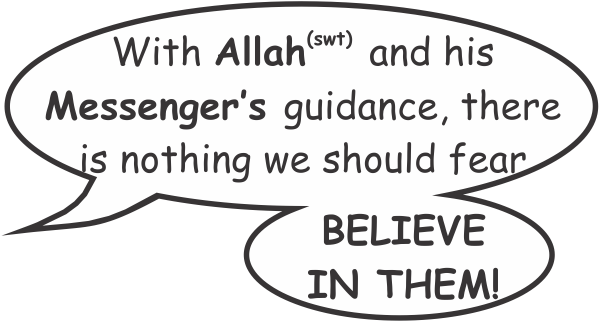 With Allah(swt) and his
Messenger's guidance, there
is nothing we should fear
BELIEVE
IN THEM!